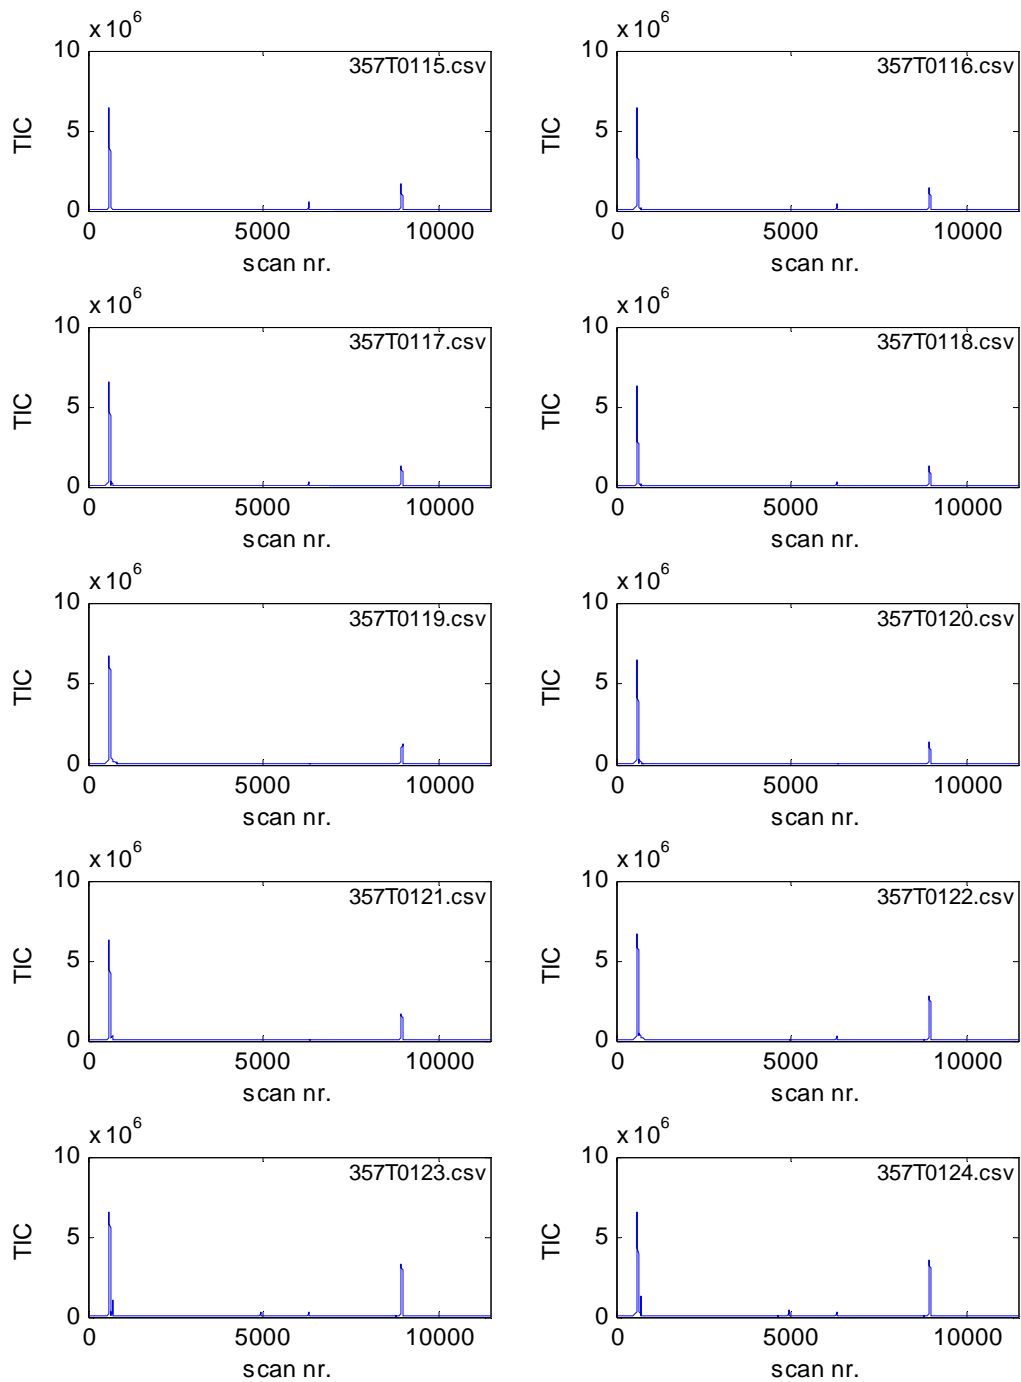 x 10^6
10
357T0115.csv
TIC
5
0
0 5000 10000
scan nr.
x 10^6
10
357T0116.csv
TIC
5
0
0 5000 10000
scan nr.
x 10^6
10
357T0117.csv
TIC
5
0
0 5000 10000
scan nr.
x 10^6
10
357T0118.csv
TIC
5
0
0 5000 10000
scan nr.
x 10^6
10
357T0119.csv
TIC
5
0
0 5000 10000
scan nr.
x 10^6
10
357T0120.csv
TIC
5
0
0 5000 10000
scan nr.
x 10^6
10
357T0121.csv
TIC
5
0
0 5000 10000
scan nr.
x 10^6
10
357T0122.csv
TIC
5
0
0 5000 10000
scan nr.
x 10^6
10
357T0123.csv
TIC
5
0
0 5000 10000
scan nr.
x 10^6
10
357T0124.csv
TIC
5
0
0 5000 10000
scan nr.